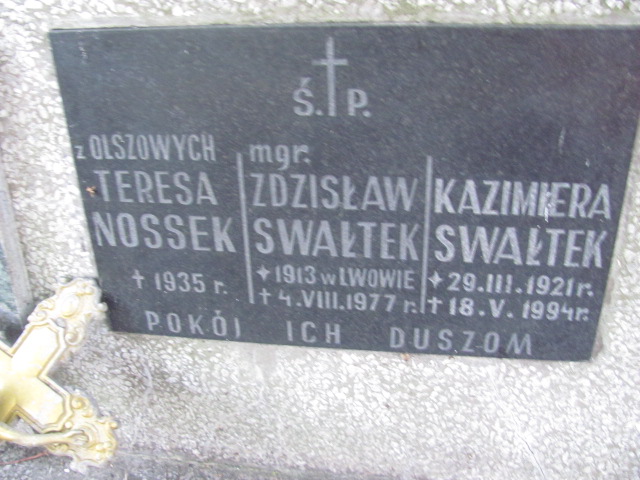 Ś. † P.
z OLSZOWYCH
TERESA
NOSSEK
† 1935 r.
mgr.
ZDZISŁAW
SWAŁTEK
✦ 1913 w LWOWIE
† 4.VIII.1977 r.
KAZIMIERA
SWAŁTEK
✦ 29.III.1921 r.
† 18.V.1994 r.
POKÓJ ICH DUSZOM